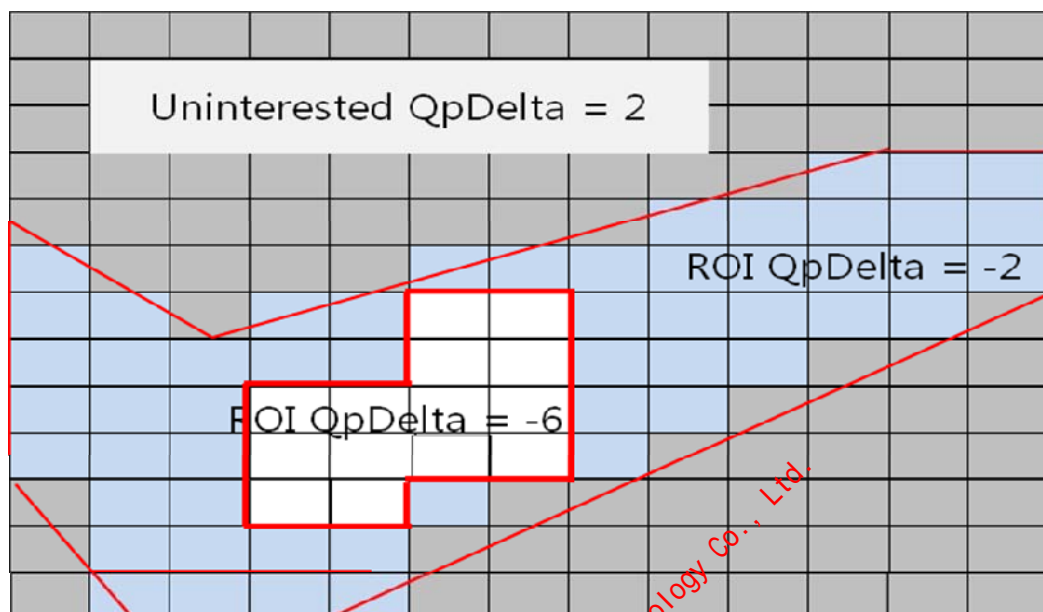 Uninterested QpDelta = 2
ROI QpDelta = -2
ROI QpDelta = -6
ology Co., Ltd.